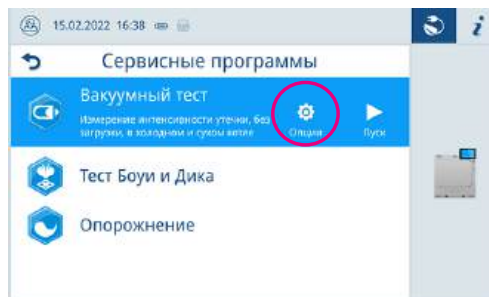 15.02.2022 16:38
i
Сервисные программы
Вакуумный тест
Измерение интенсивности утечки, без
загрузки, в холодном и сухом котле
Опции
Пуск
Тест Боуи и Дика
Опорожнение